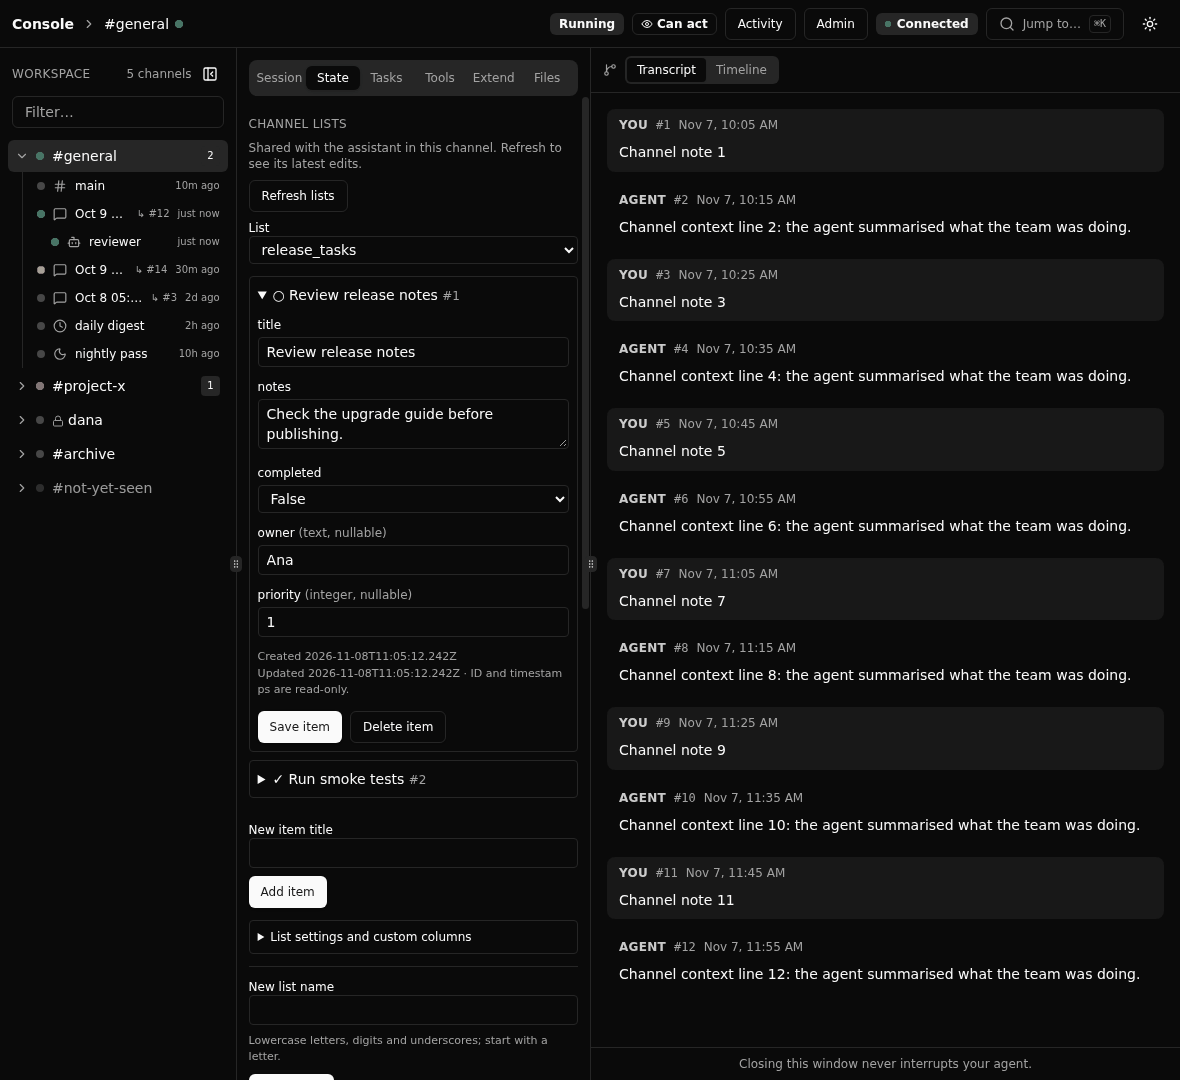 Console > #general
Running
Can act
Activity
Admin
Connected
Jump to… ⌘K
WORKSPACE 5 channels
Filter…
#general 2
main 10m ago
Oct 9 … ↳ #12 just now
reviewer just now
Oct 9 … ↳ #14 30m ago
Oct 8 05:… ↳ #3 2d ago
daily digest 2h ago
nightly pass 10h ago
#project-x 1
dana
#archive
#not-yet-seen
Session State Tasks Tools Extend Files
CHANNEL LISTS
Shared with the assistant in this channel. Refresh to
see its latest edits.
Refresh lists
List
release_tasks
▼ ○ Review release notes #1
title
Review release notes
notes
Check the upgrade guide before
publishing.
completed
False
owner (text, nullable)
Ana
priority (integer, nullable)
1
Created 2026-11-08T11:05:12.242Z
Updated 2026-11-08T11:05:12.242Z · ID and timestam
ps are read-only.
Save item
Delete item
▶ ✓ Run smoke tests #2
New item title
Add item
▶ List settings and custom columns
New list name
Lowercase letters, digits and underscores; start with a
letter.
Transcript Timeline
YOU #1 Nov 7, 10:05 AM
Channel note 1
AGENT #2 Nov 7, 10:15 AM
Channel context line 2: the agent summarised what the team was doing.
YOU #3 Nov 7, 10:25 AM
Channel note 3
AGENT #4 Nov 7, 10:35 AM
Channel context line 4: the agent summarised what the team was doing.
YOU #5 Nov 7, 10:45 AM
Channel note 5
AGENT #6 Nov 7, 10:55 AM
Channel context line 6: the agent summarised what the team was doing.
YOU #7 Nov 7, 11:05 AM
Channel note 7
AGENT #8 Nov 7, 11:15 AM
Channel context line 8: the agent summarised what the team was doing.
YOU #9 Nov 7, 11:25 AM
Channel note 9
AGENT #10 Nov 7, 11:35 AM
Channel context line 10: the agent summarised what the team was doing.
YOU #11 Nov 7, 11:45 AM
Channel note 11
AGENT #12 Nov 7, 11:55 AM
Channel context line 12: the agent summarised what the team was doing.
Closing this window never interrupts your agent.